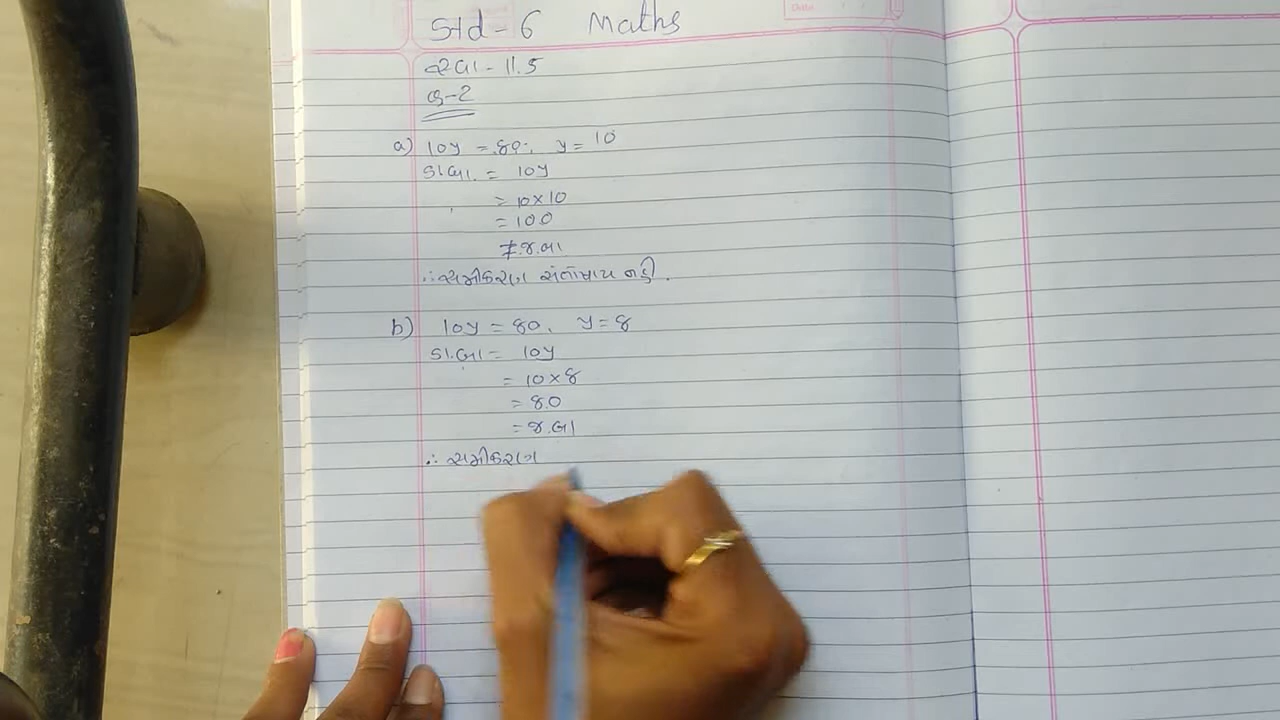 Std-6 Maths
સ્વા-11.5
Q-2
a) 10y = 80, y = 10
ડા.બા. = 10y
= 10×10
= 100
≠ જ.બા
∴ સમીકરણ સંતોષાય નહી.
b) 10y = 80, y = 8
ડા.બા = 10y
= 10×8
= 80
= જ.બા
∴ સમીકરણ